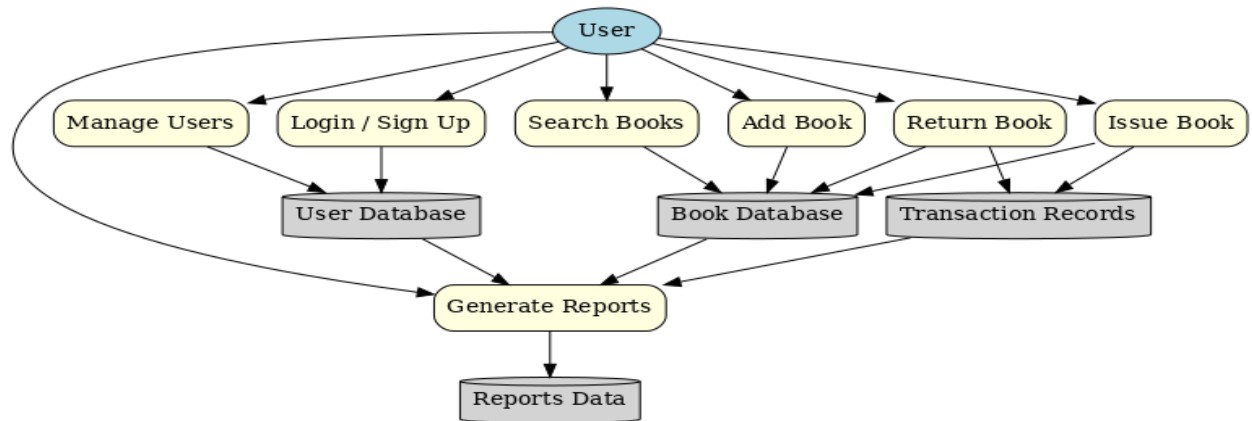 User
Manage Users
Login / Sign Up
Search Books
Add Book
Return Book
Issue Book
User Database
Book Database
Transaction Records
Generate Reports
Reports Data